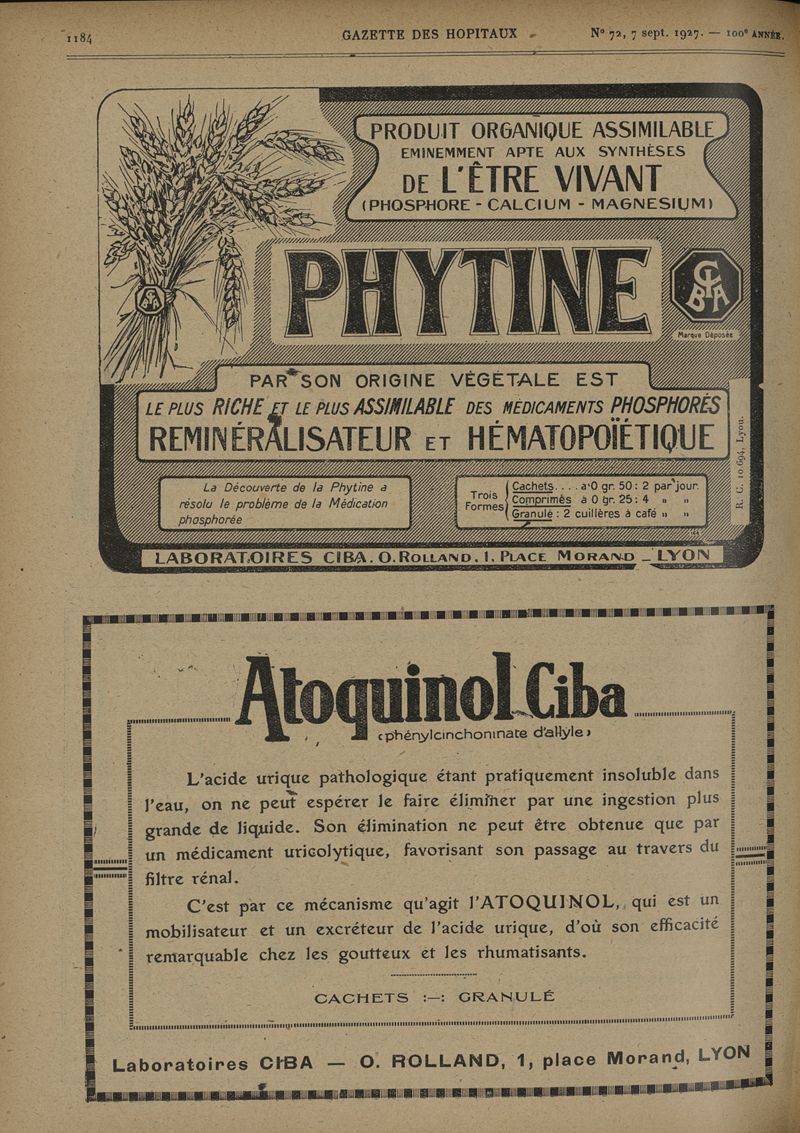 1184 GAZETTE DES HOPITAUX N° 72, 7 sept. 1927. — 100e ANNÉE.
PRODUIT ORGANIQUE ASSIMILABLE
EMINEMMENT APTE AUX SYNTHÈSES
DE L'ÊTRE VIVANT
(PHOSPHORE - CALCIUM - MAGNESIUM)
PHYTINE
CIBA
CIBA
Marque Déposée
PAR SON ORIGINE VÉGÉTALE EST
LE PLUS RICHE ET LE PLUS ASSIMILABLE DES MÉDICAMENTS PHOSPHORÉS
REMINÉRALISATEUR ET HÉMATOPOÏÉTIQUE
R. C. 10.694, Lyon.
La Découverte de la Phytine a
résolu le problème de la Médication
phosphorée
Trois
Formes
Cachets.... a 0 gr. 50 : 2 par jour.
Comprimés à 0 gr. 25 : 4 " "
Granulé : 2 cuillères à café " "
LABORATOIRES CIBA. O. ROLLAND, 1, PLACE MORAND _ LYON
Atoquinol Ciba
(phénylcinchoninate d'allyle)
L'acide urique pathologique étant pratiquement insoluble dans
l'eau, on ne peut espérer le faire éliminer par une ingestion plus
grande de liquide. Son élimination ne peut être obtenue que par
un médicament uricolytique, favorisant son passage au travers du
filtre rénal.
C'est par ce mécanisme qu'agit l'ATOQUINOL, qui est un
mobilisateur et un excréteur de l'acide urique, d'où son efficacité
remarquable chez les goutteux et les rhumatisants.
CACHETS :—: GRANULÉ
Laboratoires CIBA — O. ROLLAND, 1, place Morand, LYON